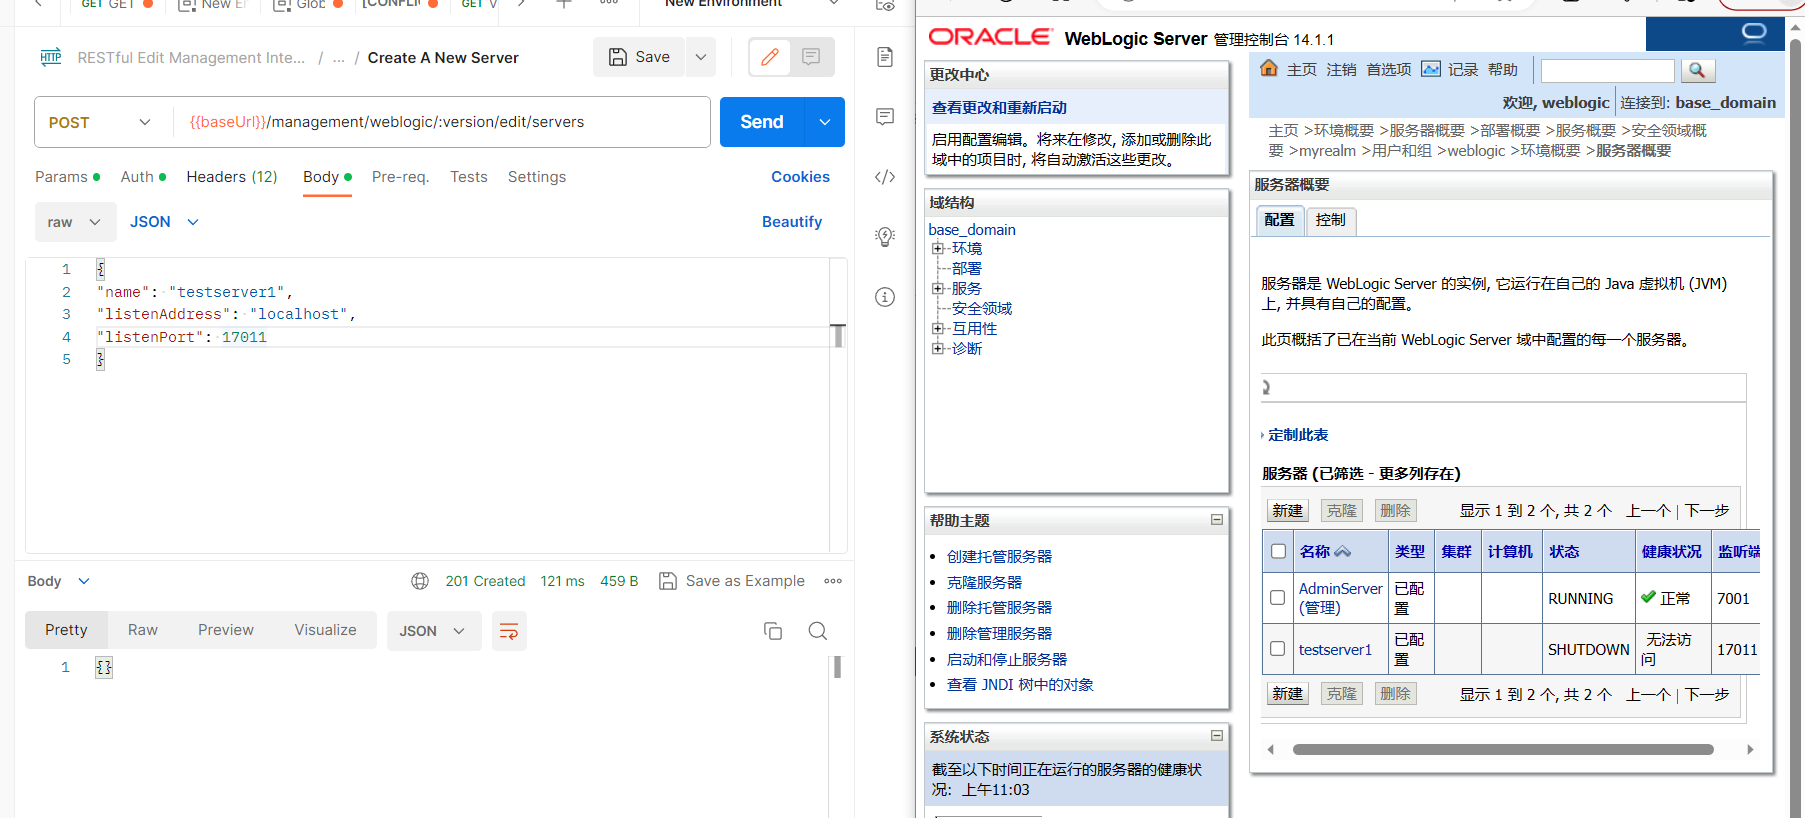 GET GET
New Er
Glob
[CONFLIC
GET V
New Environment
HTTP
RESTful Edit Management Inte... / ... / Create A New Server
Save
POST
{{baseUrl}}/management/weblogic/:version/edit/servers
Send
Params
Auth
Headers (12)
Body
Pre-req.
Tests
Settings
Cookies
raw
JSON
Beautify
1 {
2 "name": "testserver1",
3 "listenAddress": "localhost",
4 "listenPort": 17011
5 }
Body
201 Created 121 ms 459 B
Save as Example
Pretty
Raw
Preview
Visualize
JSON
1 {}
ORACLE WebLogic Server 管理控制台 14.1.1
更改中心
查看更改和重新启动
启用配置编辑。将来在修改, 添加或删除此
域中的项目时, 将自动激活这些更改。
域结构
base_domain
环境
部署
服务
安全领域
互用性
诊断
帮助主题
创建托管服务器
克隆服务器
删除托管服务器
删除管理服务器
启动和停止服务器
查看 JNDI 树中的对象
系统状态
截至以下时间正在运行的服务器的健康状
况: 上午11:03
主页 注销 首选项 记录 帮助
欢迎, weblogic
连接到: base_domain
主页 >环境概要 >服务器概要 >部署概要 >服务概要 >安全领域概
要 >myrealm >用户和组 >weblogic >环境概要 >服务器概要
服务器概要
配置
控制
服务器是 WebLogic Server 的实例, 它运行在自己的 Java 虚拟机 (JVM)
上, 并具有自己的配置。
此页概括了已在当前 WebLogic Server 域中配置的每一个服务器。
定制此表
服务器 (已筛选 - 更多列存在)
新建 克隆 删除 显示 1 到 2 个, 共 2 个 上一个 | 下一步
名称 类型 集群 计算机 状态 健康状况 监听端
AdminServer (管理) 已配置 RUNNING 正常 7001
testserver1 已配置 SHUTDOWN 无法访问 17011
新建 克隆 删除 显示 1 到 2 个, 共 2 个 上一个 | 下一步